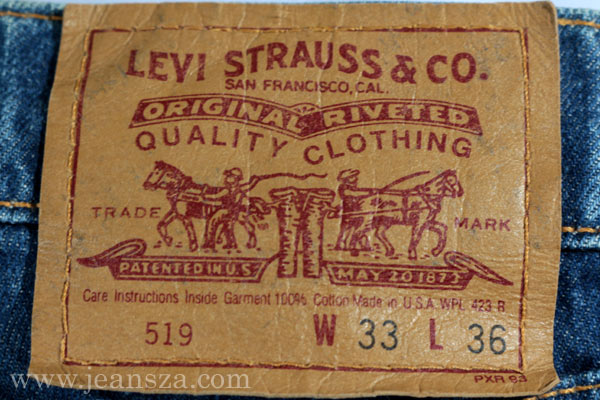 LEVI STRAUSS & CO.
SAN FRANCISCO, CAL.
ORIGINAL RIVETED
QUALITY CLOTHING
TRADE MARK
PATENTED IN U.S. MAY 20 1873
Care Instructions Inside Garment 100% Cotton Made in U.S.A. WPL 423 R
519 W 33 L 36
PXR 63
www.jeansza.com